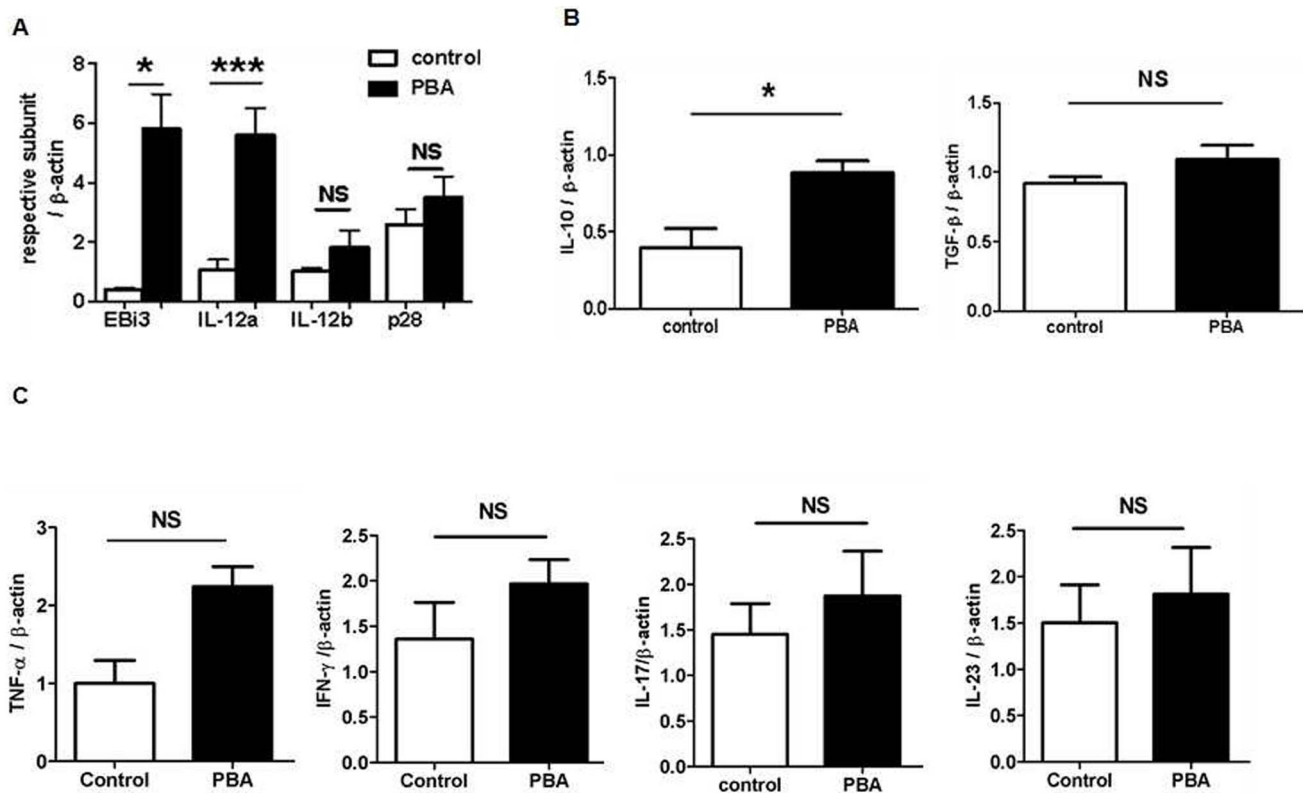 A
respective subunit
/ β-actin
8
6
4
2
0
*
***
NS
NS
control
PBA
EBi3 IL-12a IL-12b p28
B
IL-10 / β-actin
1.5
1.0
0.5
0.0
*
control PBA
TGF-β / β-actin
1.5
1.0
0.5
0.0
NS
control PBA
C
TNF-α / β-actin
3
2
1
0
NS
Control PBA
IFN-γ /β-actin
2.5
2.0
1.5
1.0
0.5
0.0
NS
Control PBA
IL-17/β-actin
2.5
2.0
1.5
1.0
0.5
0.0
NS
control PBA
IL-23 / β-actin
2.5
2.0
1.5
1.0
0.5
0.0
NS
Control PBA